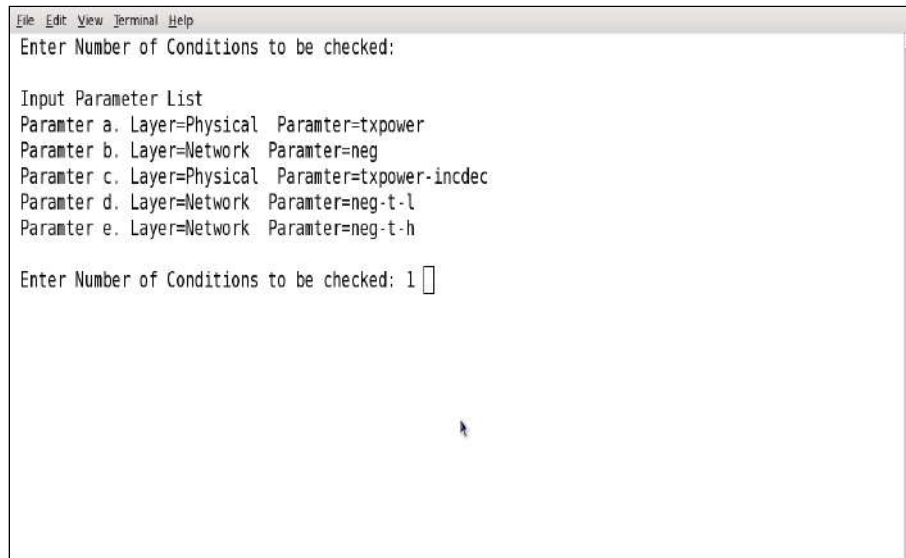 File Edit View Terminal Help
Enter Number of Conditions to be checked:
Input Parameter List
Paramter a. Layer=Physical Paramter=txpower
Paramter b. Layer=Network Paramter=neg
Paramter c. Layer=Physical Paramter=txpower-incdec
Paramter d. Layer=Network Paramter=neg-t-l
Paramter e. Layer=Network Paramter=neg-t-h
Enter Number of Conditions to be checked: 1